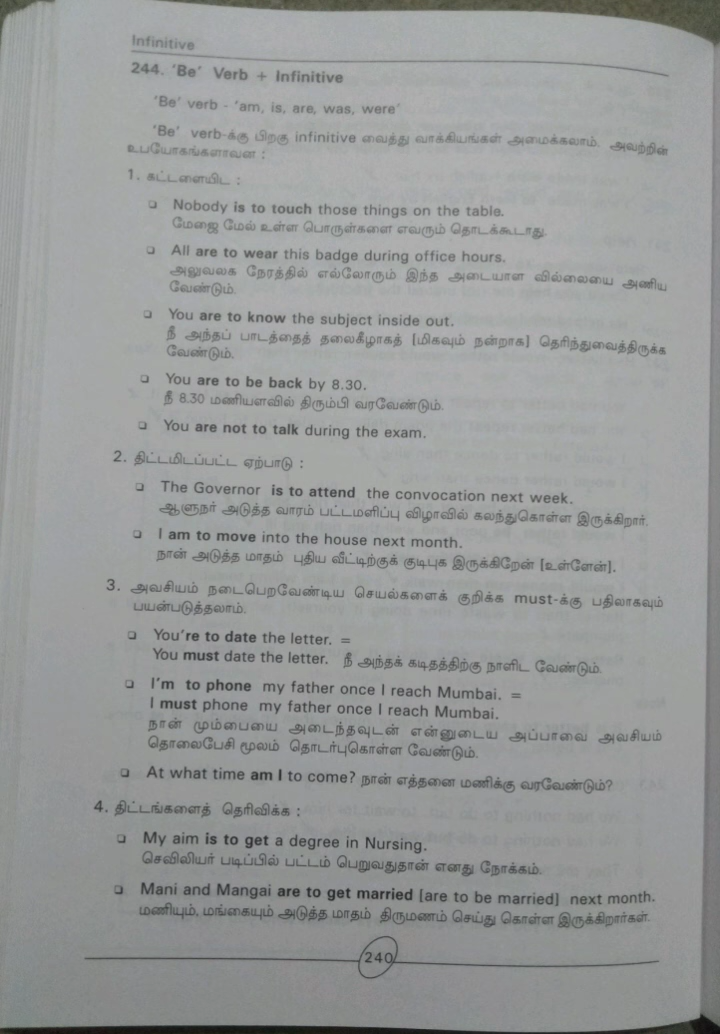 Infinitive
244. 'Be' Verb + Infinitive
'Be' verb - 'am, is, are, was, were'
'Be' verb-க்கு பிறகு infinitive வைத்து வாக்கியங்கள் அமைக்கலாம். அவற்றின்
உபயோகங்களாவன :
1. கட்டளையிட :
❏ Nobody is to touch those things on the table.
மேஜை மேல் உள்ள பொருள்களை எவரும் தொடக்கூடாது.
❏ All are to wear this badge during office hours.
அலுவலக நேரத்தில் எல்லோரும் இந்த அடையாள வில்லையை அணிய
வேண்டும்.
❏ You are to know the subject inside out.
நீ அந்தப் பாடத்தைத் தலைகீழாகத் [மிகவும் நன்றாக] தெரிந்துவைத்திருக்க
வேண்டும்.
❏ You are to be back by 8.30.
நீ 8.30 மணியளவில் திரும்பி வரவேண்டும்.
❏ You are not to talk during the exam.
2. திட்டமிடப்பட்ட ஏற்பாடு :
❏ The Governor is to attend the convocation next week.
ஆளுநர் அடுத்த வாரம் பட்டமளிப்பு விழாவில் கலந்துகொள்ள இருக்கிறார்.
❏ I am to move into the house next month.
நான் அடுத்த மாதம் புதிய வீட்டிற்குக் குடிபுக இருக்கிறேன் [உள்ளேன்].
3. அவசியம் நடைபெறவேண்டிய செயல்களைக் குறிக்க must-க்கு பதிலாகவும்
பயன்படுத்தலாம்.
❏ You're to date the letter. =
You must date the letter. நீ அந்தக் கடிதத்திற்கு நாளிட வேண்டும்.
❏ I'm to phone my father once I reach Mumbai. =
I must phone my father once I reach Mumbai.
நான் மும்பையை அடைந்தவுடன் என்னுடைய அப்பாவை அவசியம்
தொலைபேசி மூலம் தொடர்புகொள்ள வேண்டும்.
❏ At what time am I to come? நான் எத்தனை மணிக்கு வரவேண்டும்?
4. திட்டங்களைத் தெரிவிக்க :
❏ My aim is to get a degree in Nursing.
செவிலியர் படிப்பில் பட்டம் பெறுவதுதான் எனது நோக்கம்.
❏ Mani and Mangai are to get married [are to be married] next month.
மணியும், மங்கையும் அடுத்த மாதம் திருமணம் செய்து கொள்ள இருக்கிறார்கள்.
240